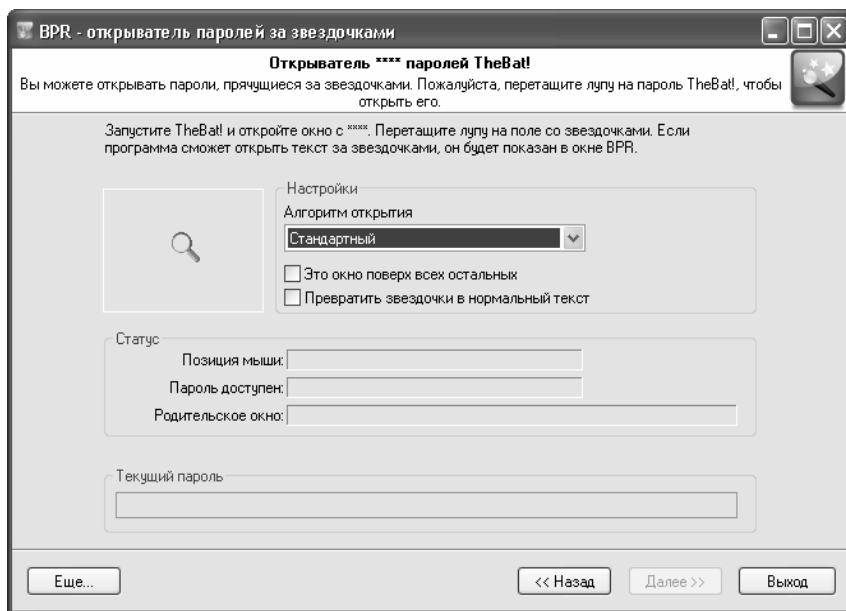 BPR - открыватель паролей за звездочками
Открыватель **** паролей TheBat!
Вы можете открывать пароли, прячущиеся за звездочками. Пожалуйста, перетащите лупу на пароль TheBat!, чтобы
открыть его.
Запустите TheBat! и откройте окно с ****. Перетащите лупу на поле со звездочками. Если
программа сможет открыть текст за звездочками, он будет показан в окне BPR.
Настройки
Алгоритм открытия
Стандартный
Это окно поверх всех остальных
Превратить звездочки в нормальный текст
Статус
Позиция мыши:
Пароль доступен:
Родительское окно:
Текущий пароль
Еще...
<< Назад
Далее >>
Выход